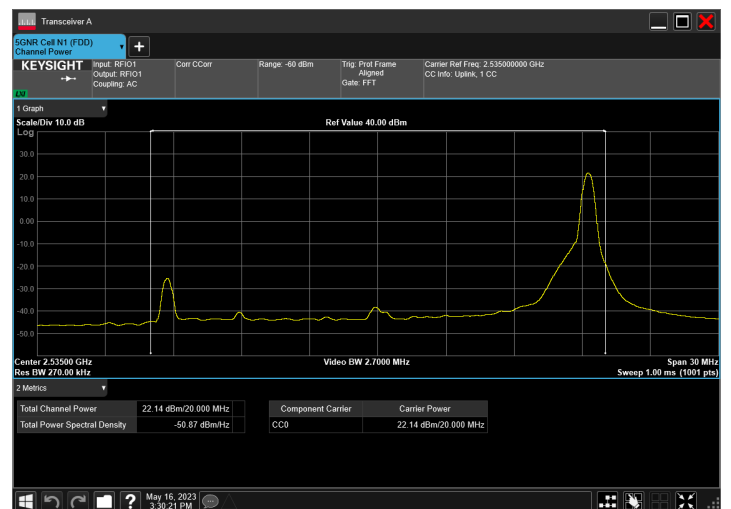 Transceiver A
5GNR Cell N1 (FDD)
Channel Power
KEYSIGHT
LXI
Input: RFIO1
Output: RFIO1
Coupling: AC
Corr CCorr
Range: -60 dBm
Trig: Prot Frame
Aligned
Gate: FFT
Carrier Ref Freq: 2.535000000 GHz
CC Info: Uplink, 1 CC
1 Graph
Scale/Div 10.0 dB
Ref Value 40.00 dBm
Log
30.0
20.0
10.0
0.00
-10.0
-20.0
-30.0
-40.0
-50.0
Center 2.53500 GHz
Video BW 2.7000 MHz
Span 30 MHz
Res BW 270.00 kHz
Sweep 1.00 ms (1001 pts)
2 Metrics
Total Channel Power 22.14 dBm/20.000 MHz
Total Power Spectral Density -50.87 dBm/Hz
Component Carrier Carrier Power
CC0 22.14 dBm/20.000 MHz
?
May 16, 2023
3:30:21 PM